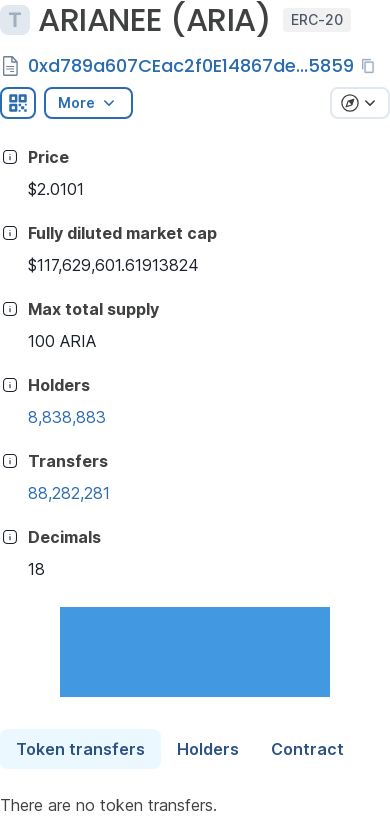 T ARIANEE (ARIA) ERC-20
0xd789a607CEac2f0E14867de...5859
More
Price
$2.0101
Fully diluted market cap
$117,629,601.61913824
Max total supply
100 ARIA
Holders
8,838,883
Transfers
88,282,281
Decimals
18
Token transfers Holders Contract
There are no token transfers.